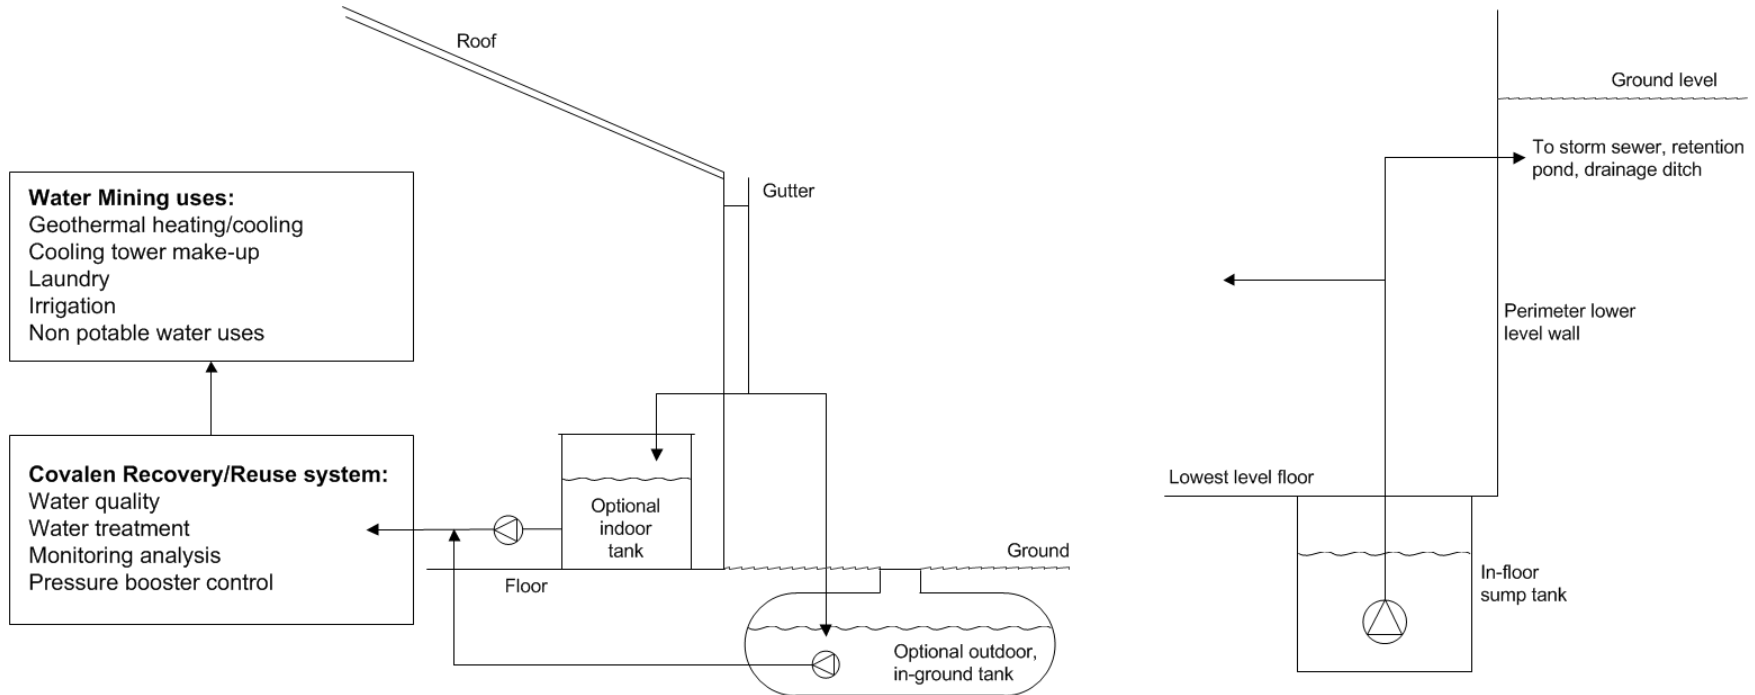 Roof
Gutter
Water Mining uses:
Geothermal heating/cooling
Cooling tower make-up
Laundry
Irrigation
Non potable water uses
Covalen Recovery/Reuse system:
Water quality
Water treatment
Monitoring analysis
Pressure booster control
Optional
indoor
tank
Floor
Ground
Optional outdoor,
in-ground tank
Ground level
To storm sewer, retention
pond, drainage ditch
Perimeter lower
level wall
Lowest level floor
In-floor
sump tank